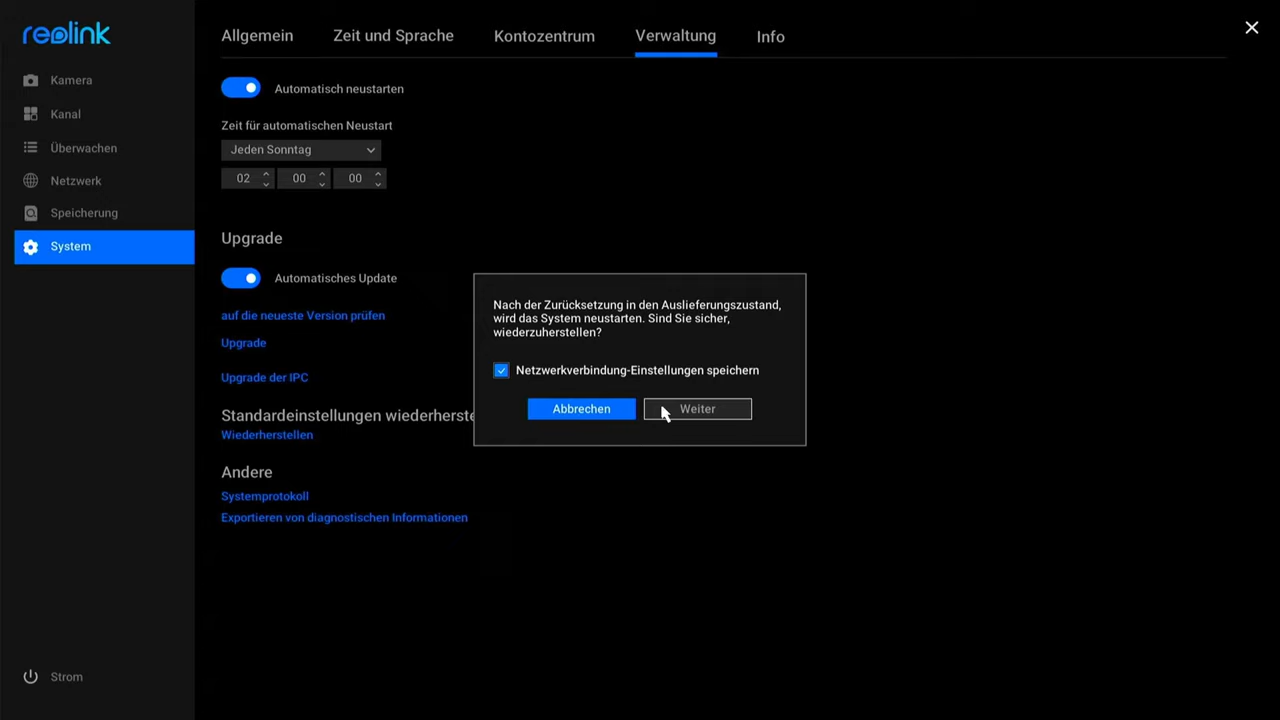 reolink
Allgemein
Zeit und Sprache
Kontozentrum
Verwaltung
Info
Kamera
Kanal
Überwachen
Netzwerk
Speicherung
System
Strom
Automatisch neustarten
Zeit für automatischen Neustart
Jeden Sonntag
02 00 00
Upgrade
Automatisches Update
auf die neueste Version prüfen
Upgrade
Upgrade der IPC
Standardeinstellungen wiederherste
Wiederherstellen
Andere
Systemprotokoll
Exportieren von diagnostischen Informationen
Nach der Zurücksetzung in den Auslieferungszustand,
wird das System neustarten. Sind Sie sicher,
wiederzuherstellen?
Netzwerkverbindung-Einstellungen speichern
Abbrechen
Weiter